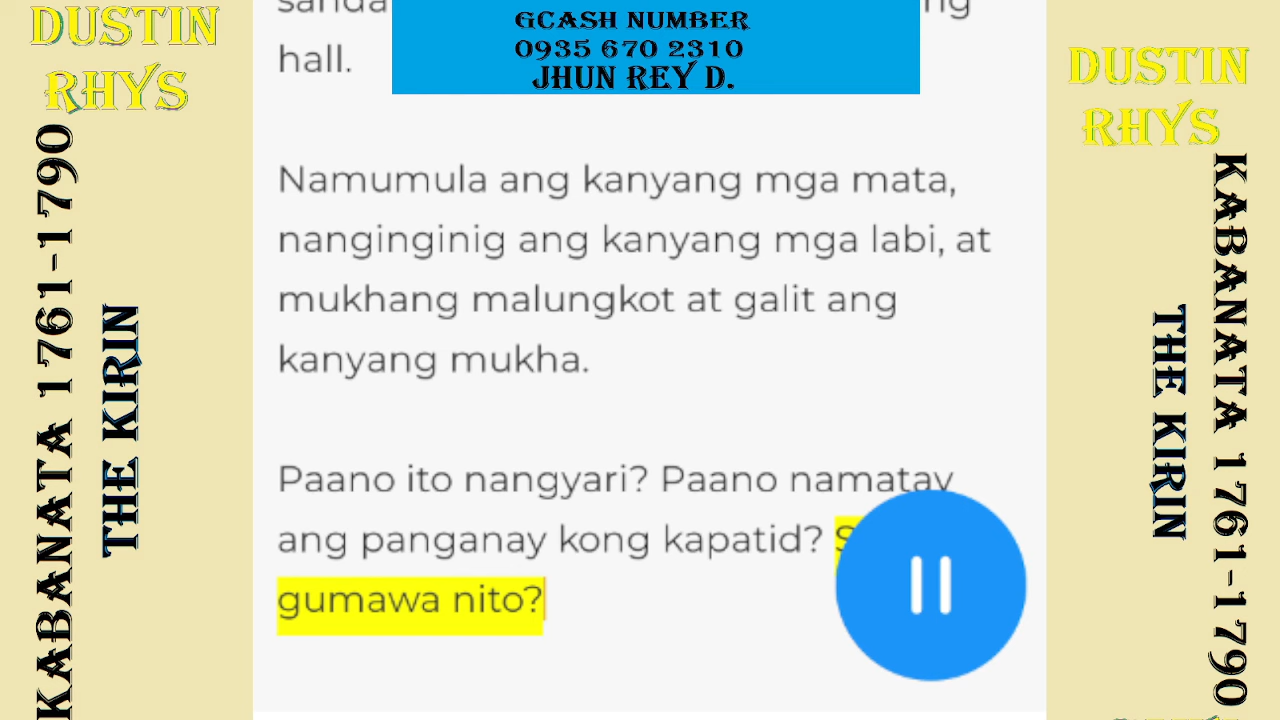 DUSTIN
RHYS
KABANATA 1761-1790
THE KIRIN
GCASH NUMBER
0935 670 2310
JHUN REY D.
hall.
Namumula ang kanyang mga mata,
nanginginig ang kanyang mga labi, at
mukhang malungkot at galit ang
kanyang mukha.
Paano ito nangyari? Paano namatay
ang panganay kong kapatid?
gumawa nito?
DUSTIN
RHYS
KABANATA 1761-1790
THE KIRIN